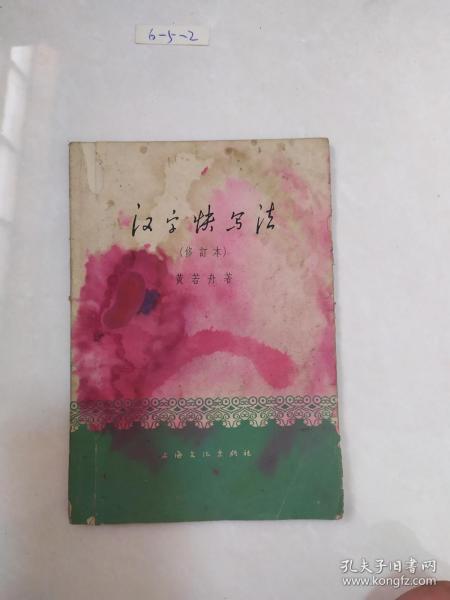 6-5-2
汉字快写法
(修訂本)
黄若舟著
上海文化出版社
孔夫子旧书网
www.kongfz.com